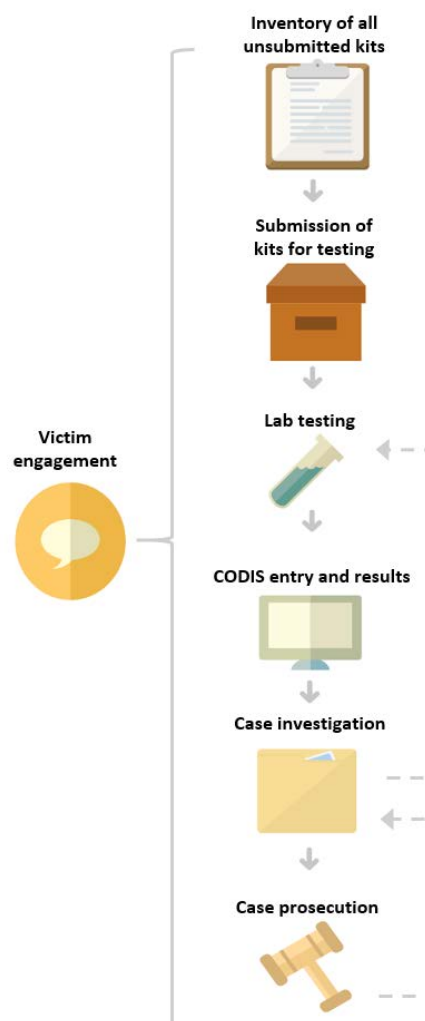 Inventory of all
unsubmitted kits
Submission of
kits for testing
Lab testing
Victim
engagement
CODIS entry and results
Case investigation
Case prosecution